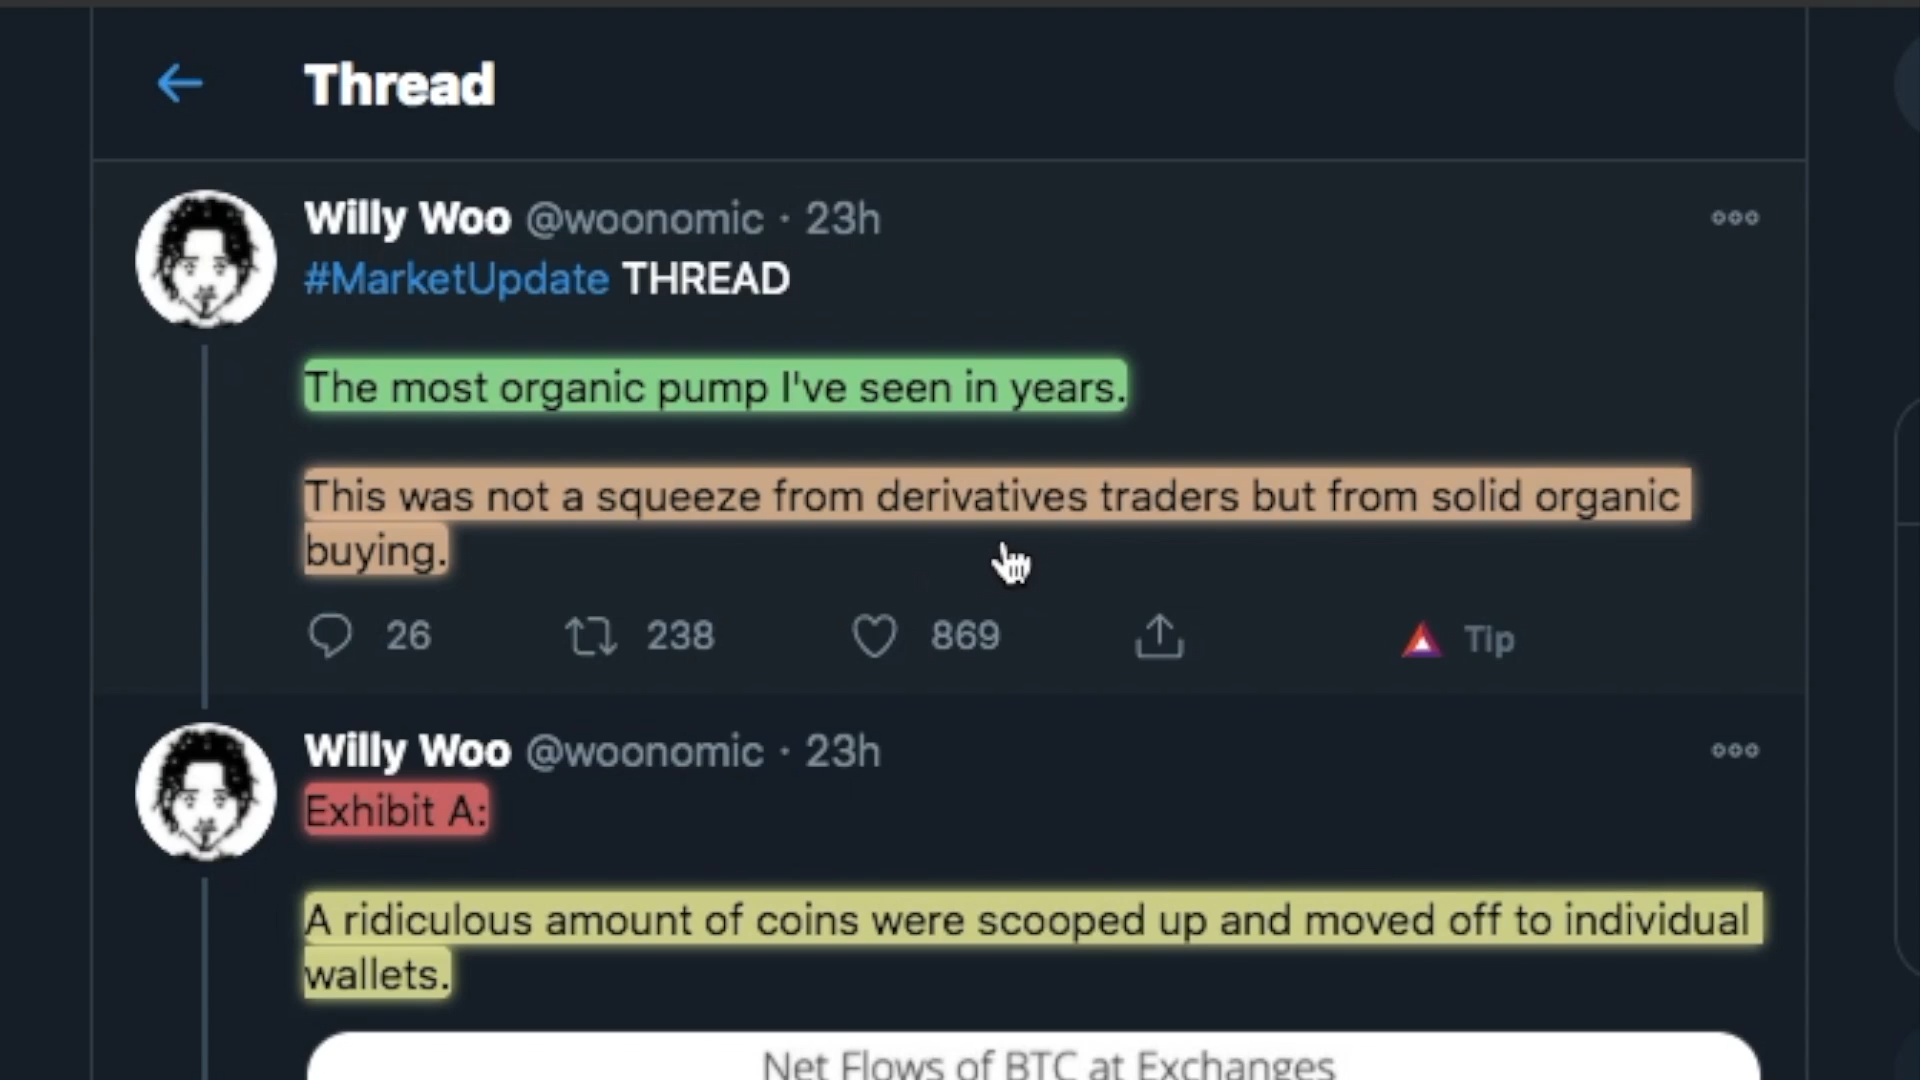 Thread
Willy Woo @woonomic · 23h
#MarketUpdate THREAD
The most organic pump I've seen in years.
This was not a squeeze from derivatives traders but from solid organic
buying.
26 238 869 Tip
Willy Woo @woonomic · 23h
Exhibit A:
A ridiculous amount of coins were scooped up and moved off to individual
wallets.
Net Flows of BTC at Exchanges